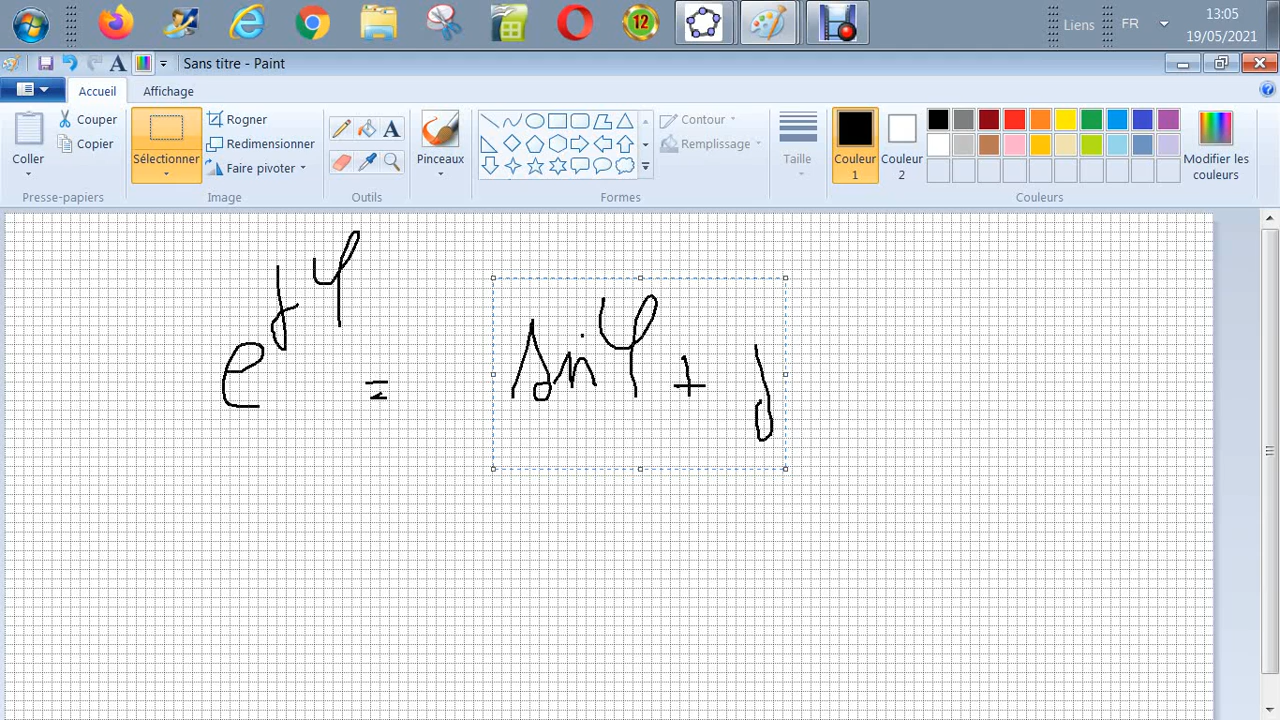 12
Liens
FR
13:05
19/05/2021
A
Sans titre - Paint
Accueil
Affichage
Coller
Couper
Copier
Presse-papiers
Sélectionner
Rogner
Redimensionner
Faire pivoter
Image
A
Outils
Pinceaux
Contour
Remplissage
Formes
Taille
Couleur 1
Couleur 2
Modifier les couleurs
Couleurs
e^jφ = sin φ + j